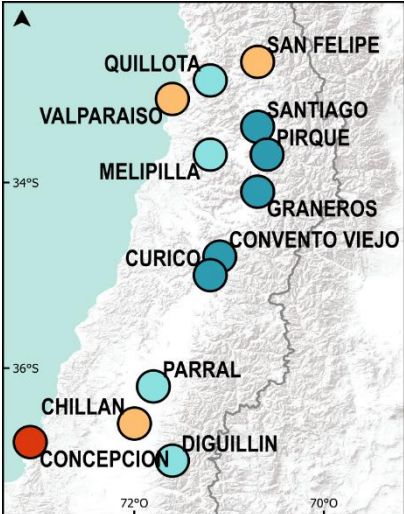 SAN FELIPE
QUILLOTA
VALPARAISO
SANTIAGO
PIRQUE
MELIPILLA
34°S
GRANEROS
CONVENTO VIEJO
CURICO
36°S
PARRAL
CHILLAN
CONCEPCION
DIGUILLIN
72°O
70°O